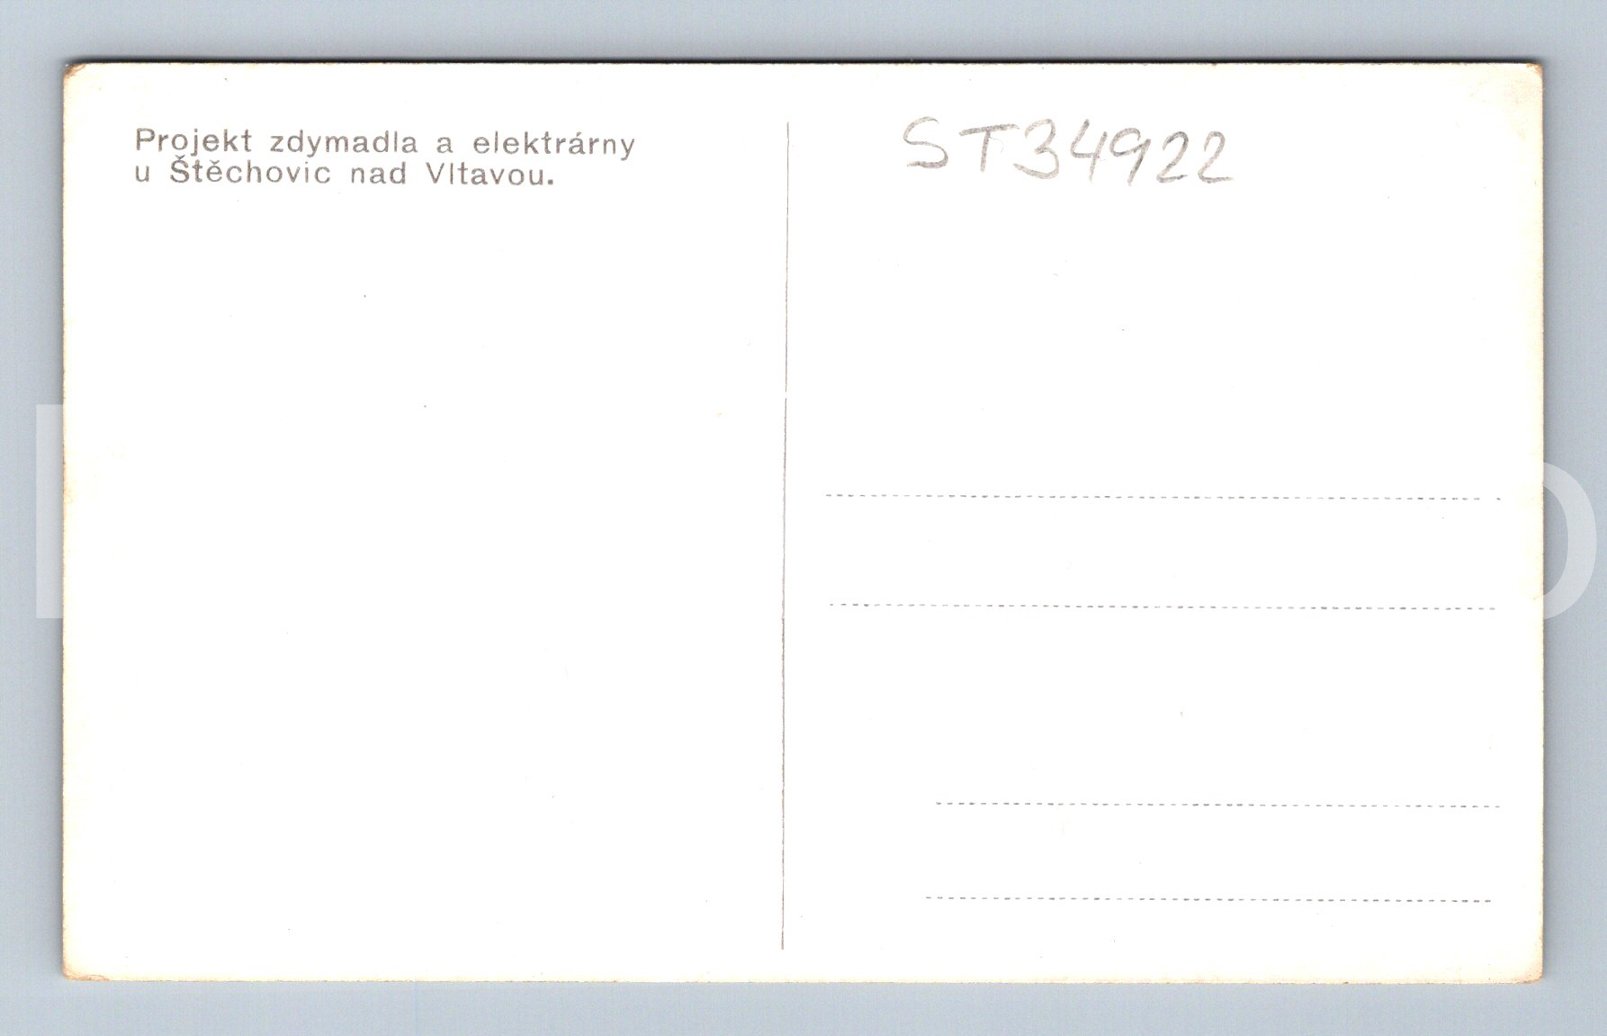 Projekt zdymadla a elektrárny
u Štěchovic nad Vltavou.
ST34922